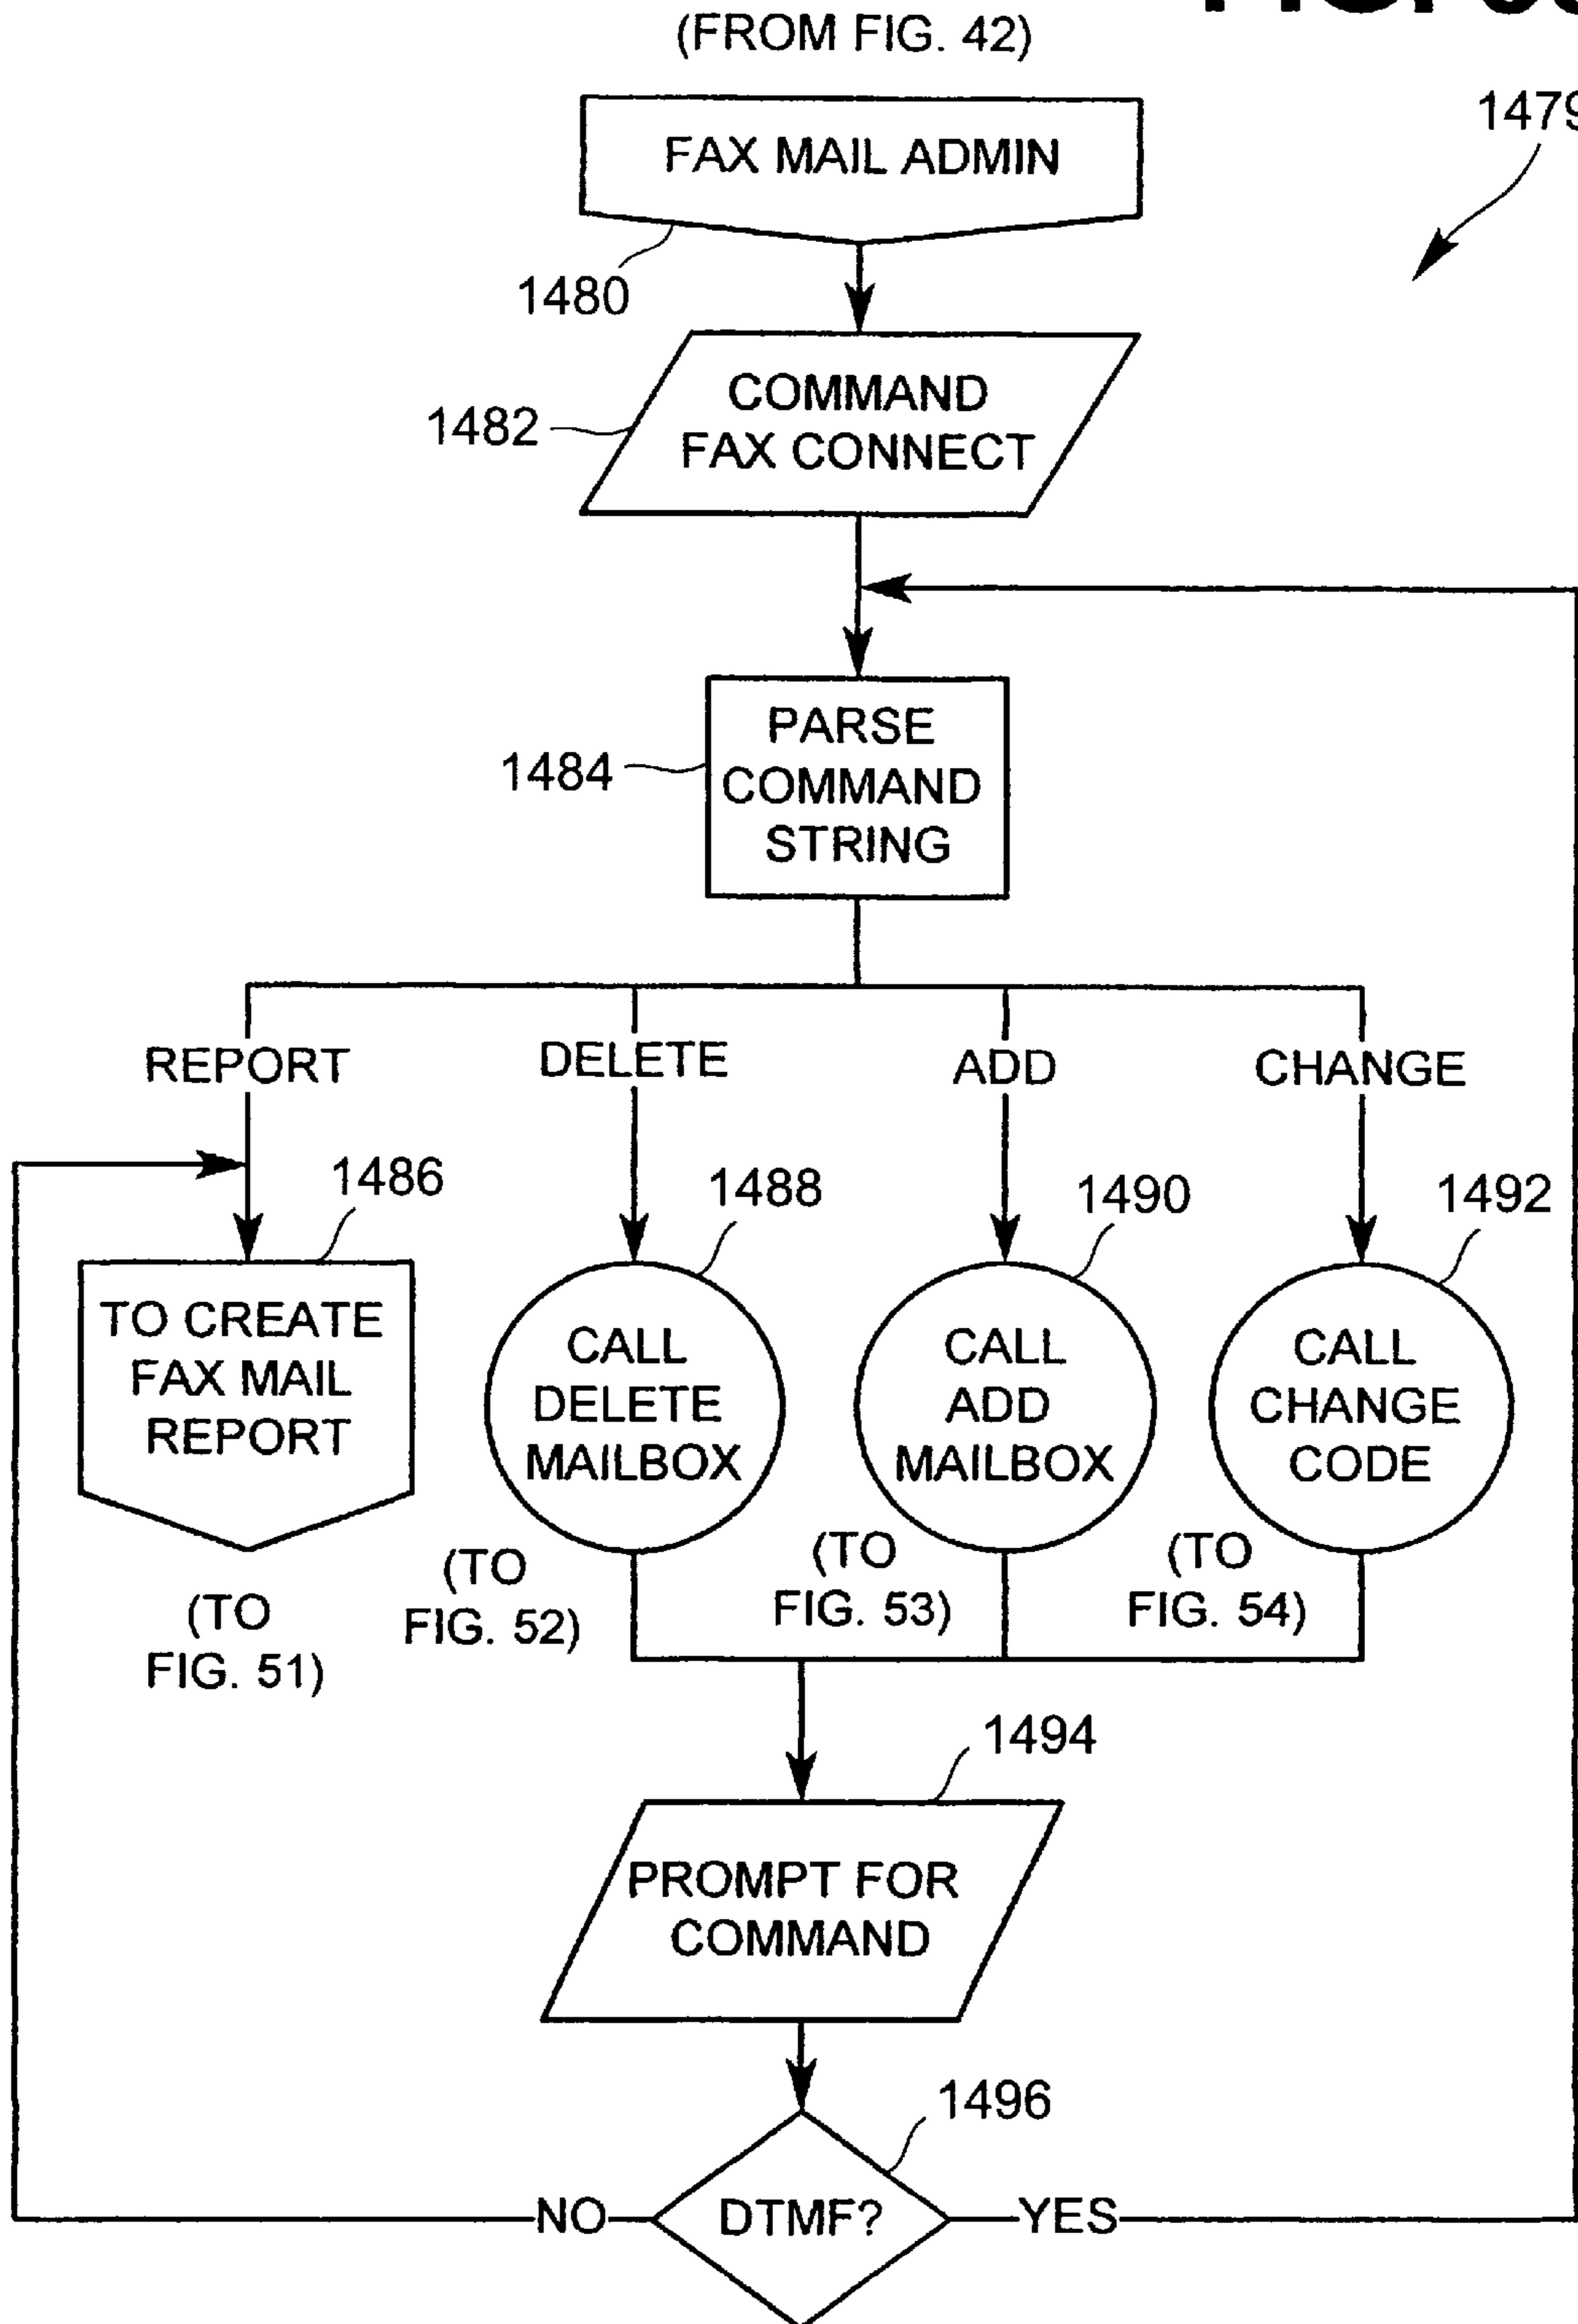 (FROM FIG. 42)
FAX MAIL ADMIN
1480
COMMAND
FAX CONNECT
1482
PARSE
COMMAND
STRING
1484
REPORT
DELETE
ADD
CHANGE
1486
1488
1490
1492
TO CREATE
FAX MAIL
REPORT
CALL
DELETE
MAILBOX
CALL
ADD
MAILBOX
CALL
CHANGE
CODE
(TO
FIG. 51)
(TO
FIG. 52)
(TO
FIG. 53)
(TO
FIG. 54)
1494
PROMPT FOR
COMMAND
1496
NO
DTMF?
YES